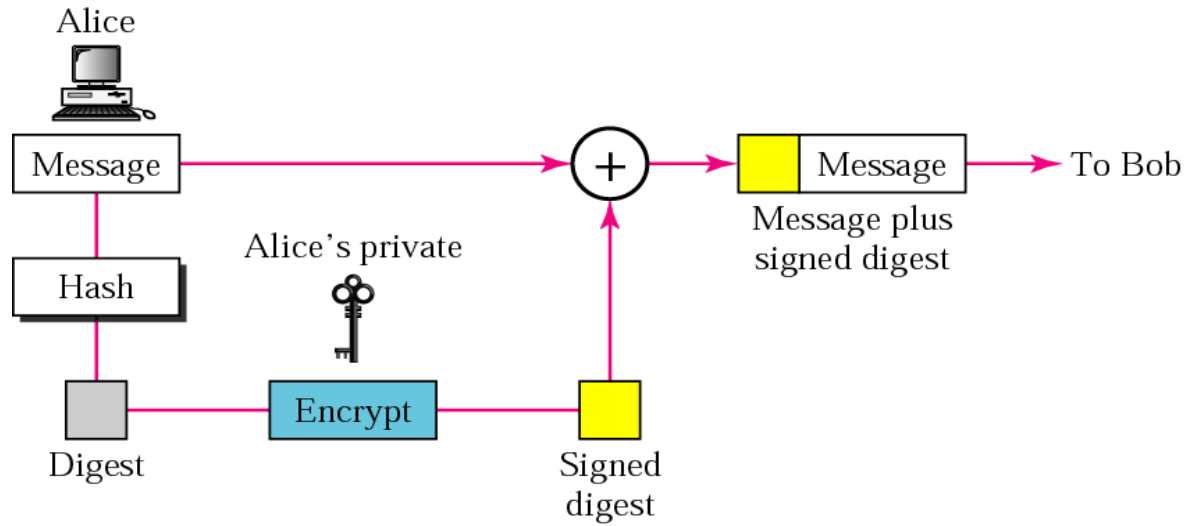 Alice
Message
+
Message
To Bob
Message plus
signed digest
Alice’s private
Hash
Encrypt
Digest
Signed
digest